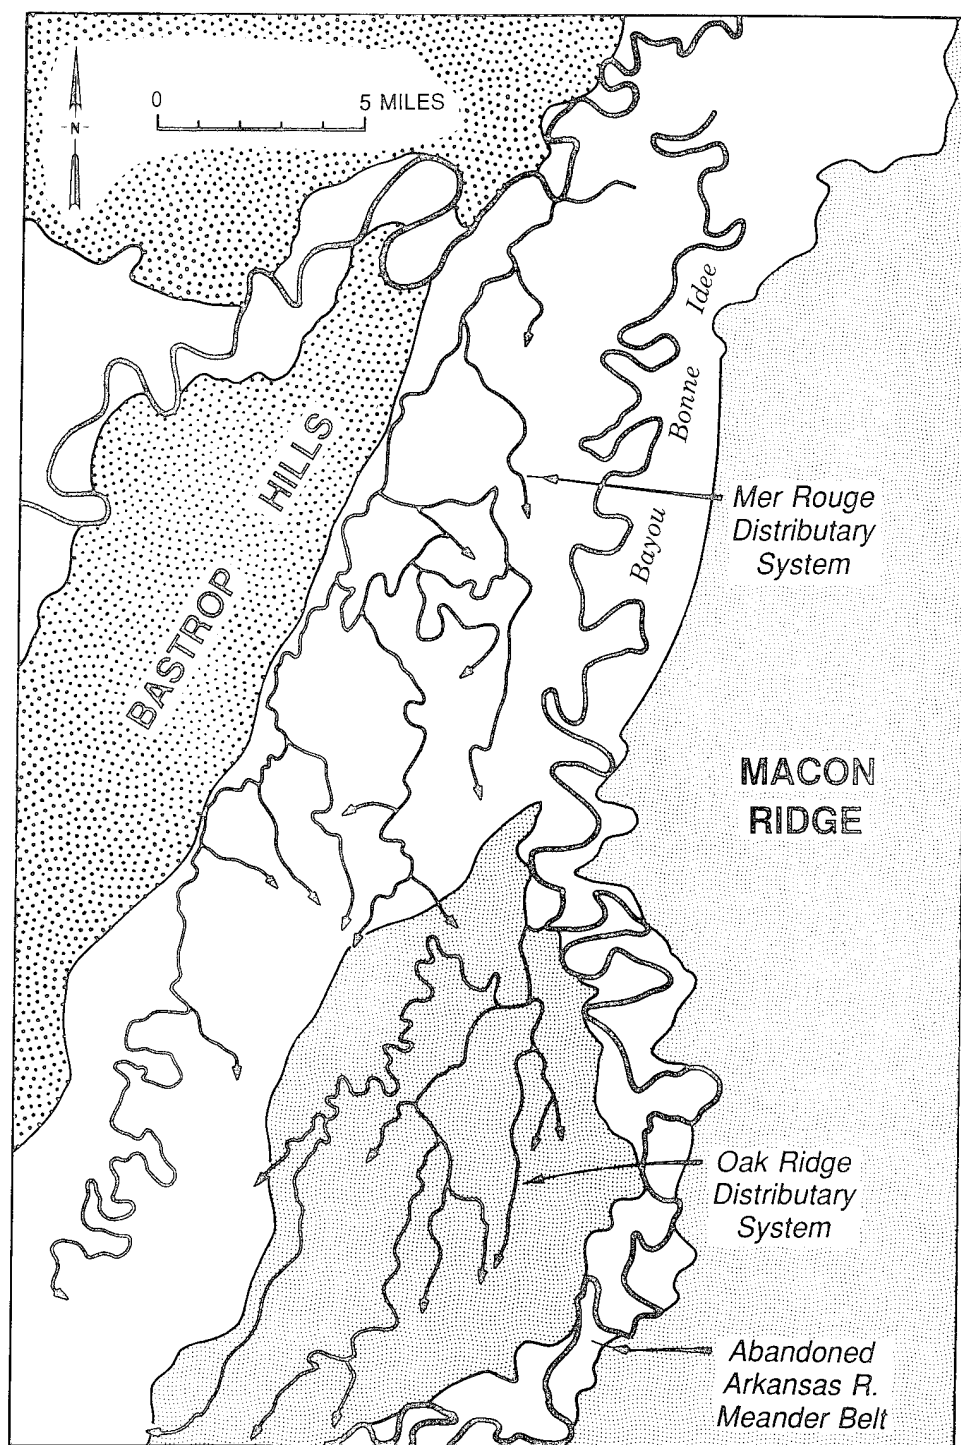 0 5 MILES
N
Idee
Bonne
Bayou
BASTROP HILLS
Mer Rouge
Distributary
System
MACON
RIDGE
Oak Ridge
Distributary
System
Abandoned
Arkansas R.
Meander Belt